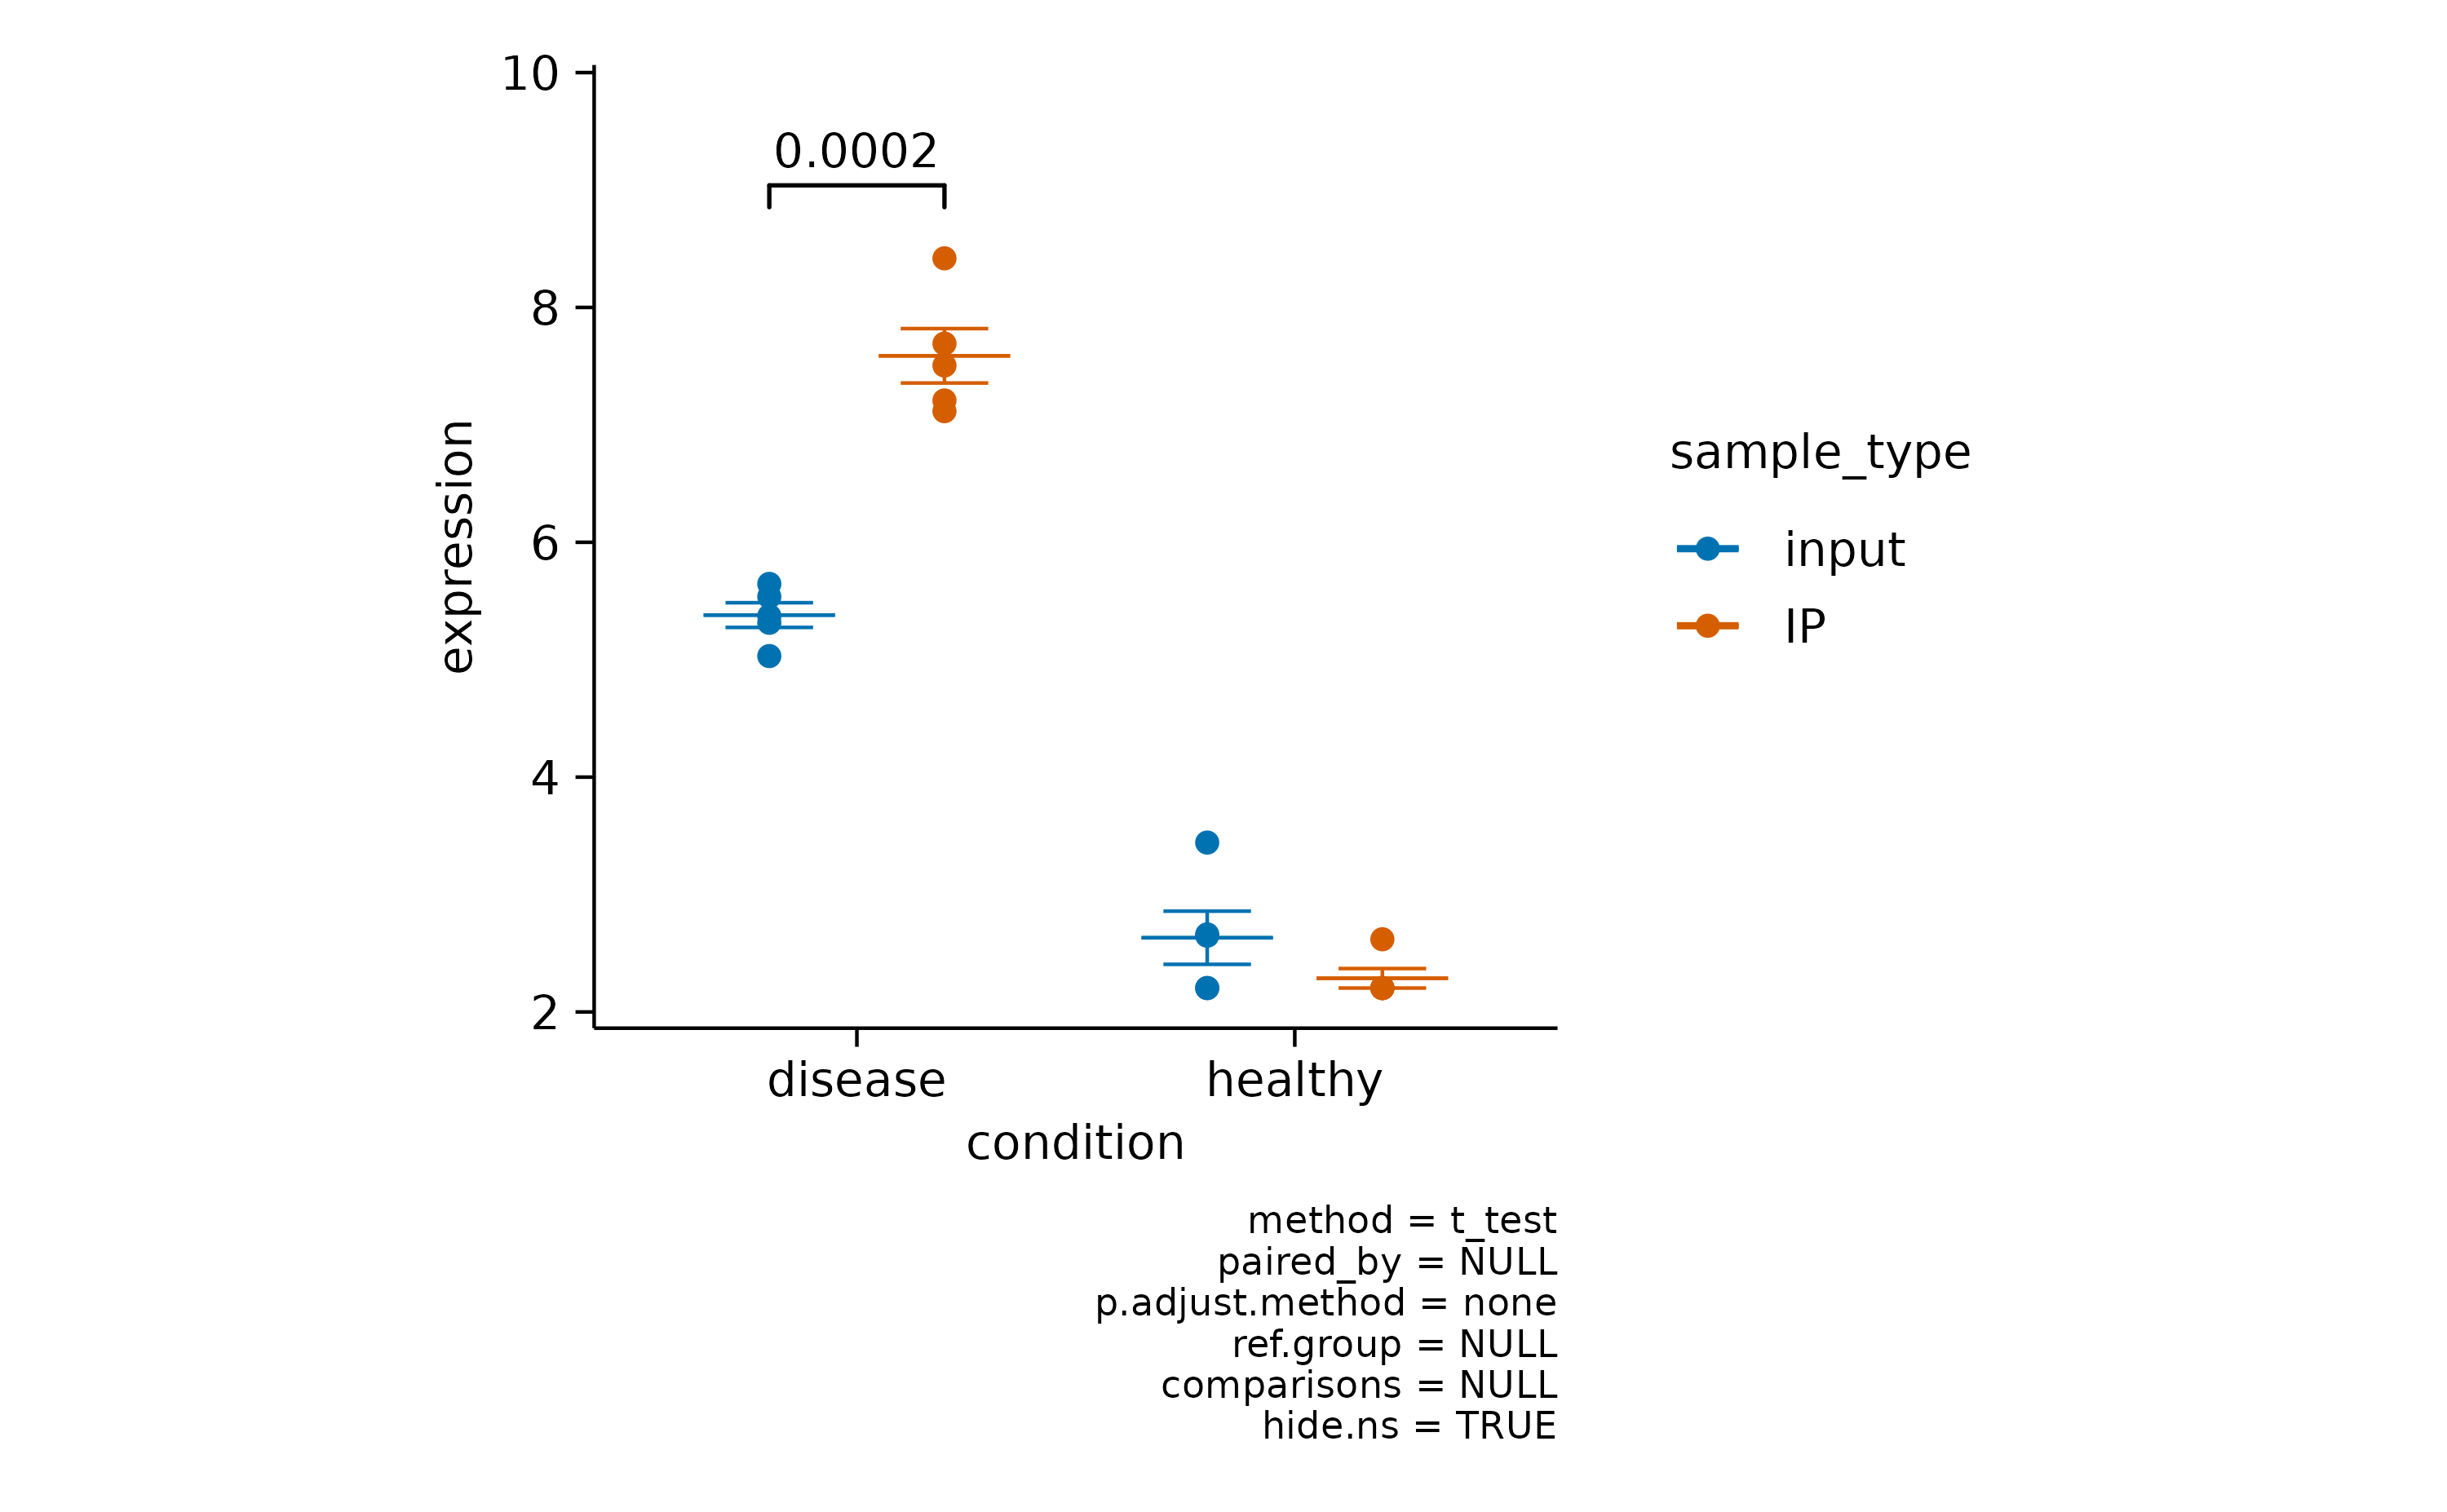 10
8
6
4
2
expression
0.0002
disease
healthy
condition
sample_type
input
IP
method = t_test
paired_by = NULL
p.adjust.method = none
ref.group = NULL
comparisons = NULL
hide.ns = TRUE